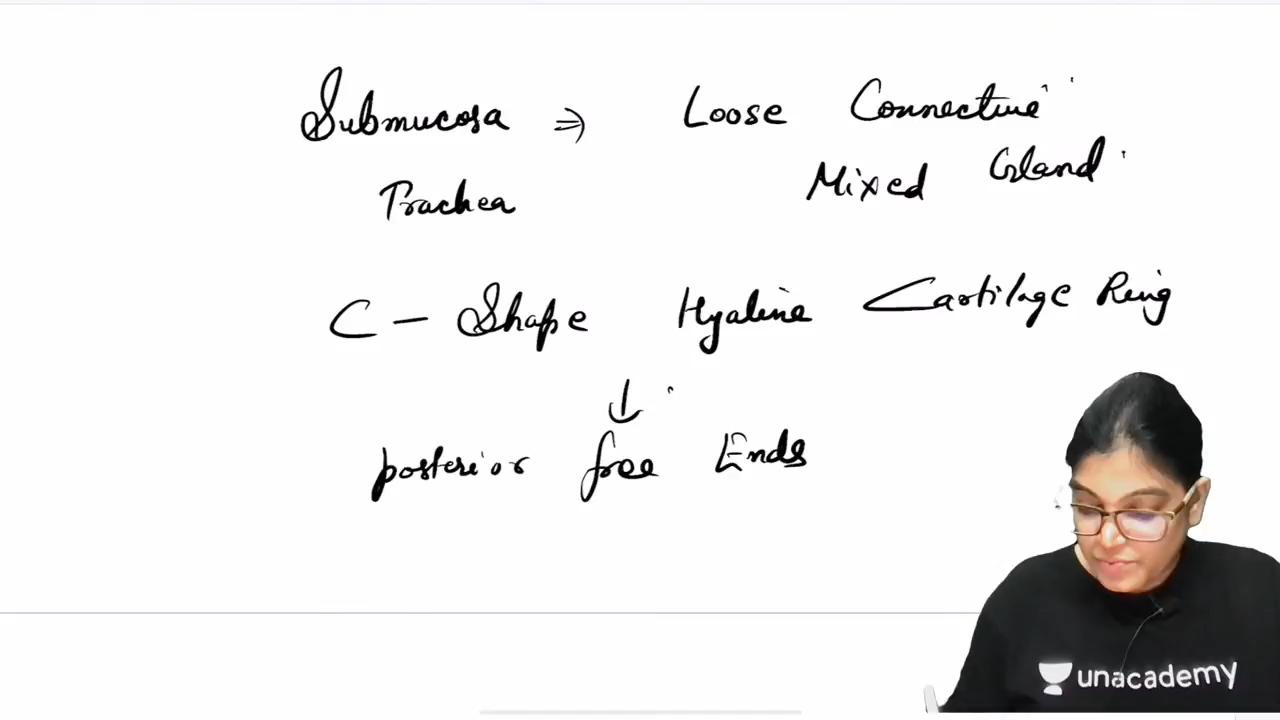 Submucosa ⇒ Loose Connective
Trachea Mixed Gland
C - Shape Hyaline Cartilage Ring
↓
posterior free Ends
unacademy